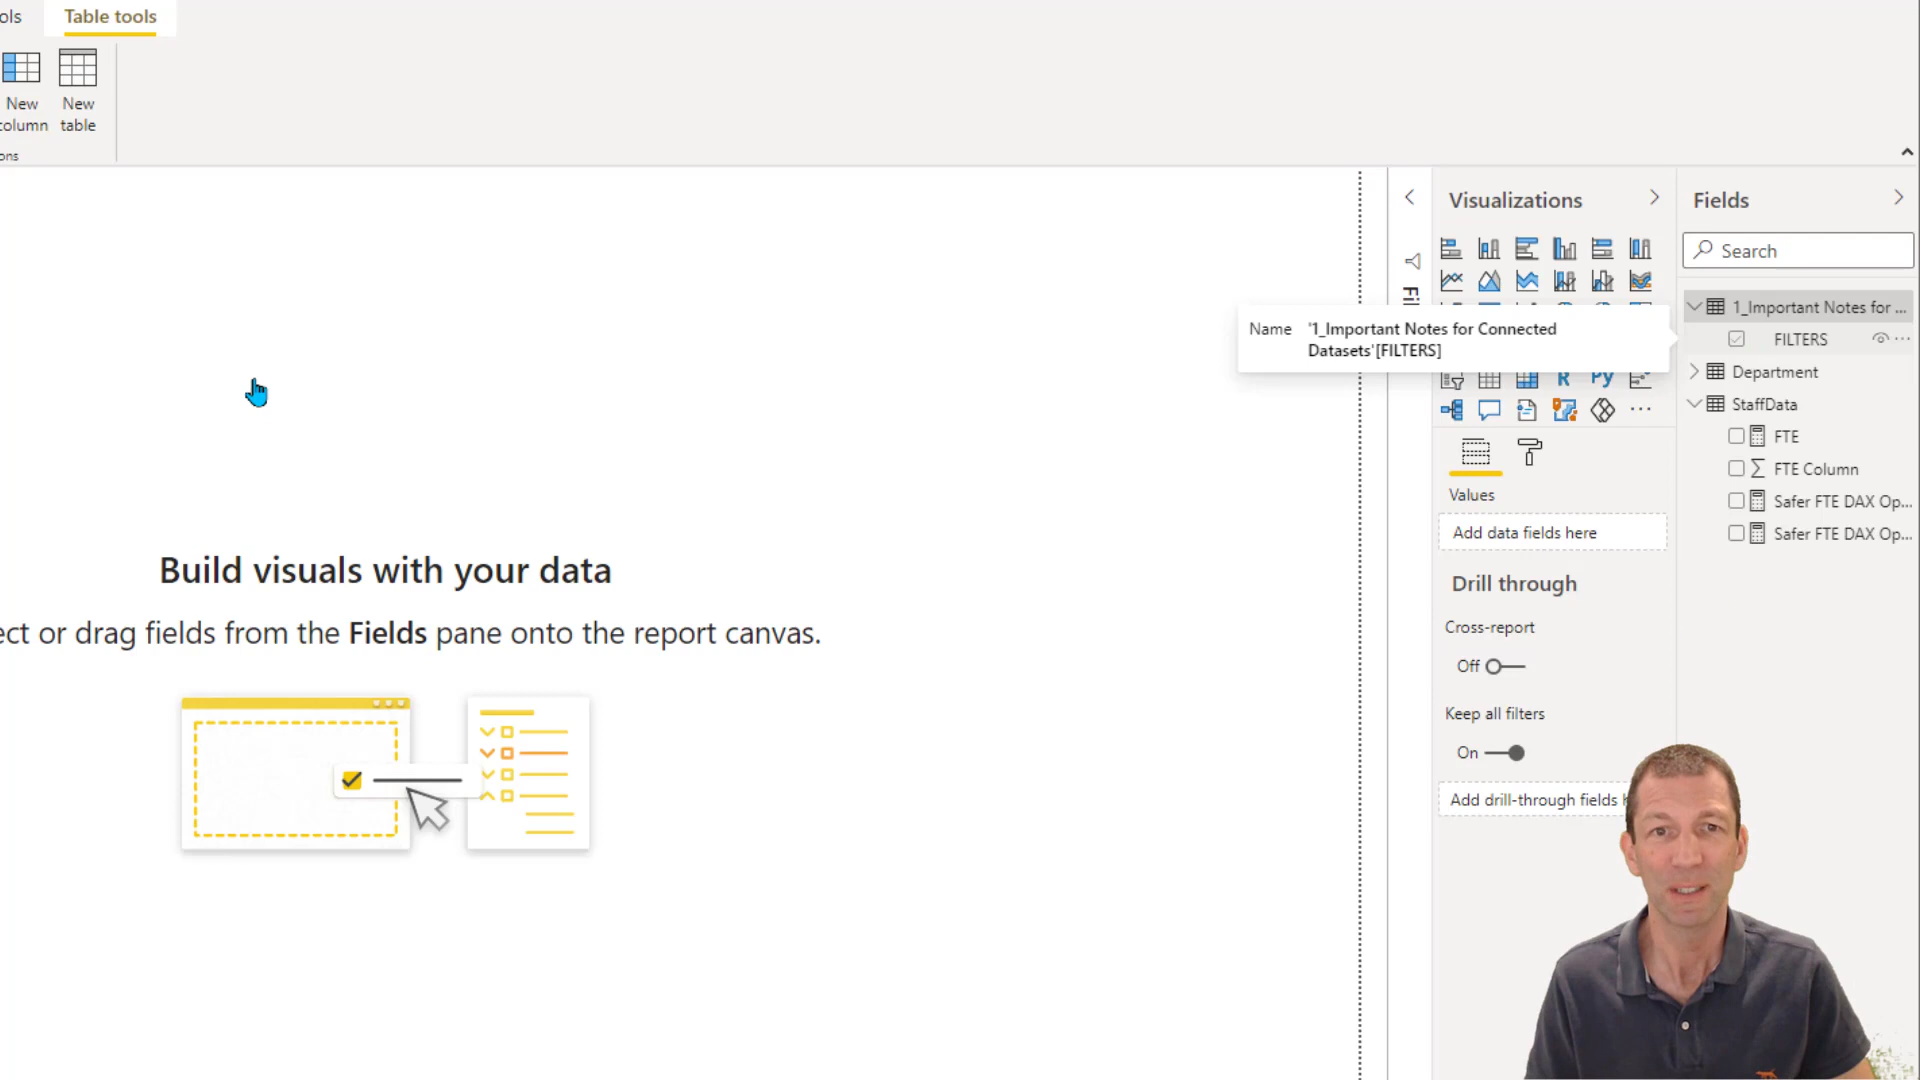 ols
Table tools
New
column
New
table
ons
Visualizations
Fields
Search
Fil
1_Important Notes for ...
FILTERS
Name '1_Important Notes for Connected
Datasets'[FILTERS]
Department
StaffData
R
Py
FTE
FTE Column
Safer FTE DAX Op...
Safer FTE DAX Op...
Values
Add data fields here
Drill through
Cross-report
Off
Keep all filters
On
Add drill-through fields h
Build visuals with your data
ect or drag fields from the Fields pane onto the report canvas.